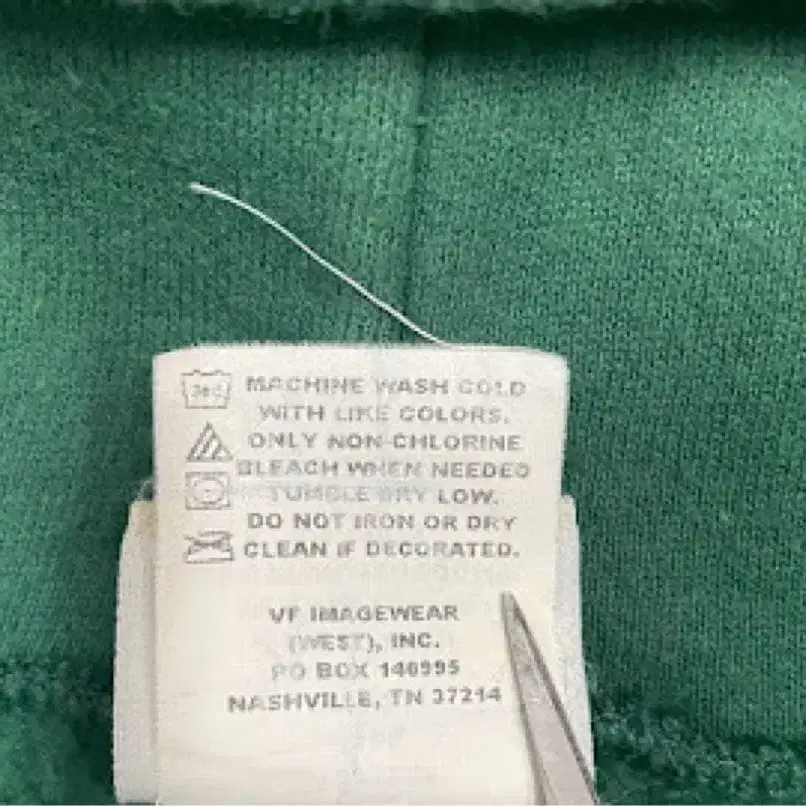 30C
MACHINE WASH COLD
WITH LIKE COLORS.
ONLY NON-CHLORINE
BLEACH WHEN NEEDED
TUMBLE DRY LOW.
DO NOT IRON OR DRY
CLEAN IF DECORATED.
VF IMAGEWEAR
(WEST), INC.
PO BOX 140995
NASHVILLE, TN 37214